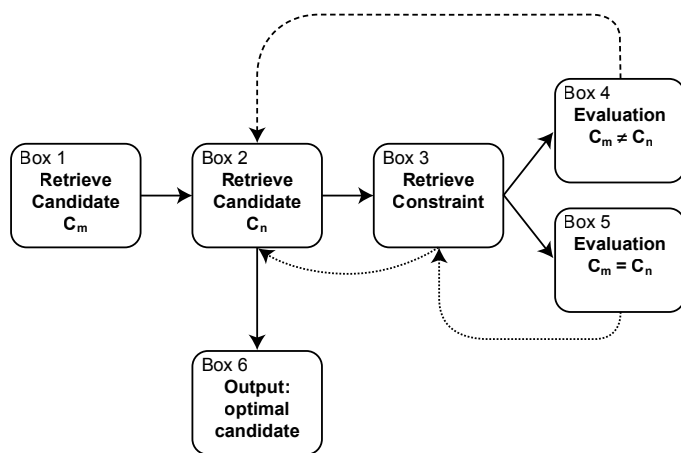 Box 1
Retrieve
Candidate
Cₘ
Box 2
Retrieve
Candidate
Cₙ
Box 3
Retrieve
Constraint
Box 4
Evaluation
Cₘ ≠ Cₙ
Box 5
Evaluation
Cₘ = Cₙ
Box 6
Output:
optimal
candidate